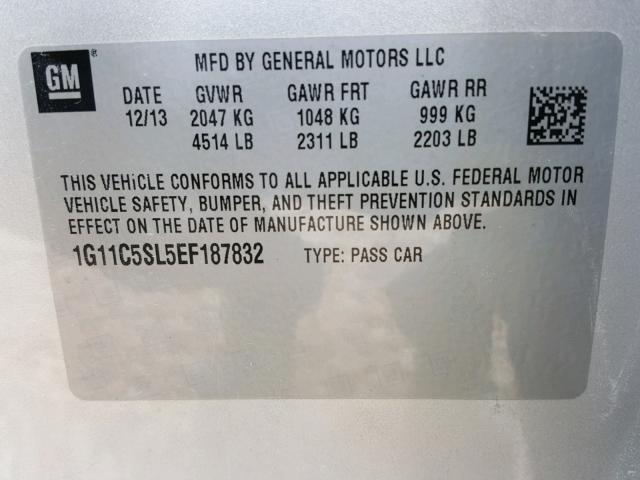 GM
®
MFD BY GENERAL MOTORS LLC
DATE GVWR GAWR FRT GAWR RR
12/13 2047 KG 1048 KG 999 KG
4514 LB 2311 LB 2203 LB
THIS VEHICLE CONFORMS TO ALL APPLICABLE U.S. FEDERAL MOTOR
VEHICLE SAFETY, BUMPER, AND THEFT PREVENTION STANDARDS IN
EFFECT ON THE DATE OF MANUFACTURE SHOWN ABOVE.
1G11C5SL5EF187832 TYPE: PASS CAR